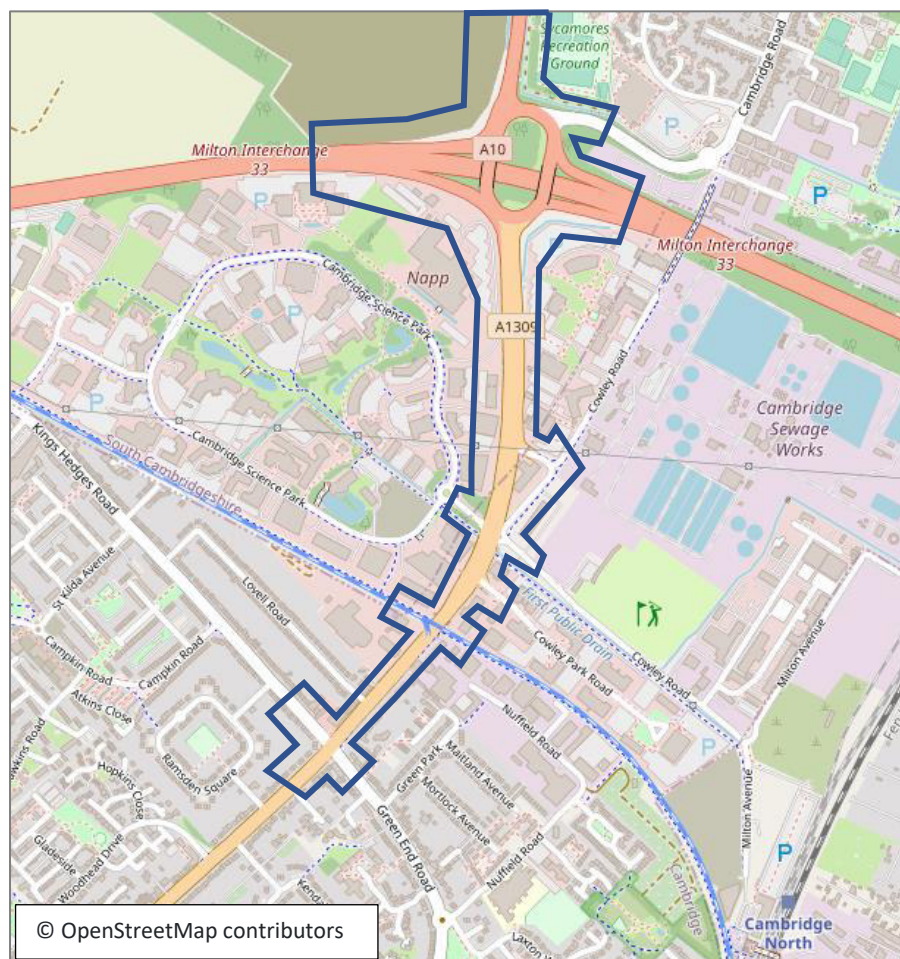 Sycamores
Recreation
Ground
Cambridge Road
P
Milton Interchange
33
A10
P
P
Milton Interchange
33
Napp
Cambridge Science Park
P
A1309
Cowley Road
Cambridge
Sewage
Works
P
Kings Hedges Road
South Cambridgeshire
Cambridge Science Park
St Kilda Avenue
Lovell Road
First Public Drain
Milton Avenue
Campkin Road
Campkin Road
Cowley Park Road
Cowley Road
Atkins Close
Nuffield Road
Ramsden Square
Hopkins Close
Green Park
Maitland Avenue
Mortlock Avenue
P
Milton Avenue
Gladeside
Woodhead Drive
Green End Road
Nuffield Road
P
Cambridge
Cambridge
North
© OpenStreetMap contributors